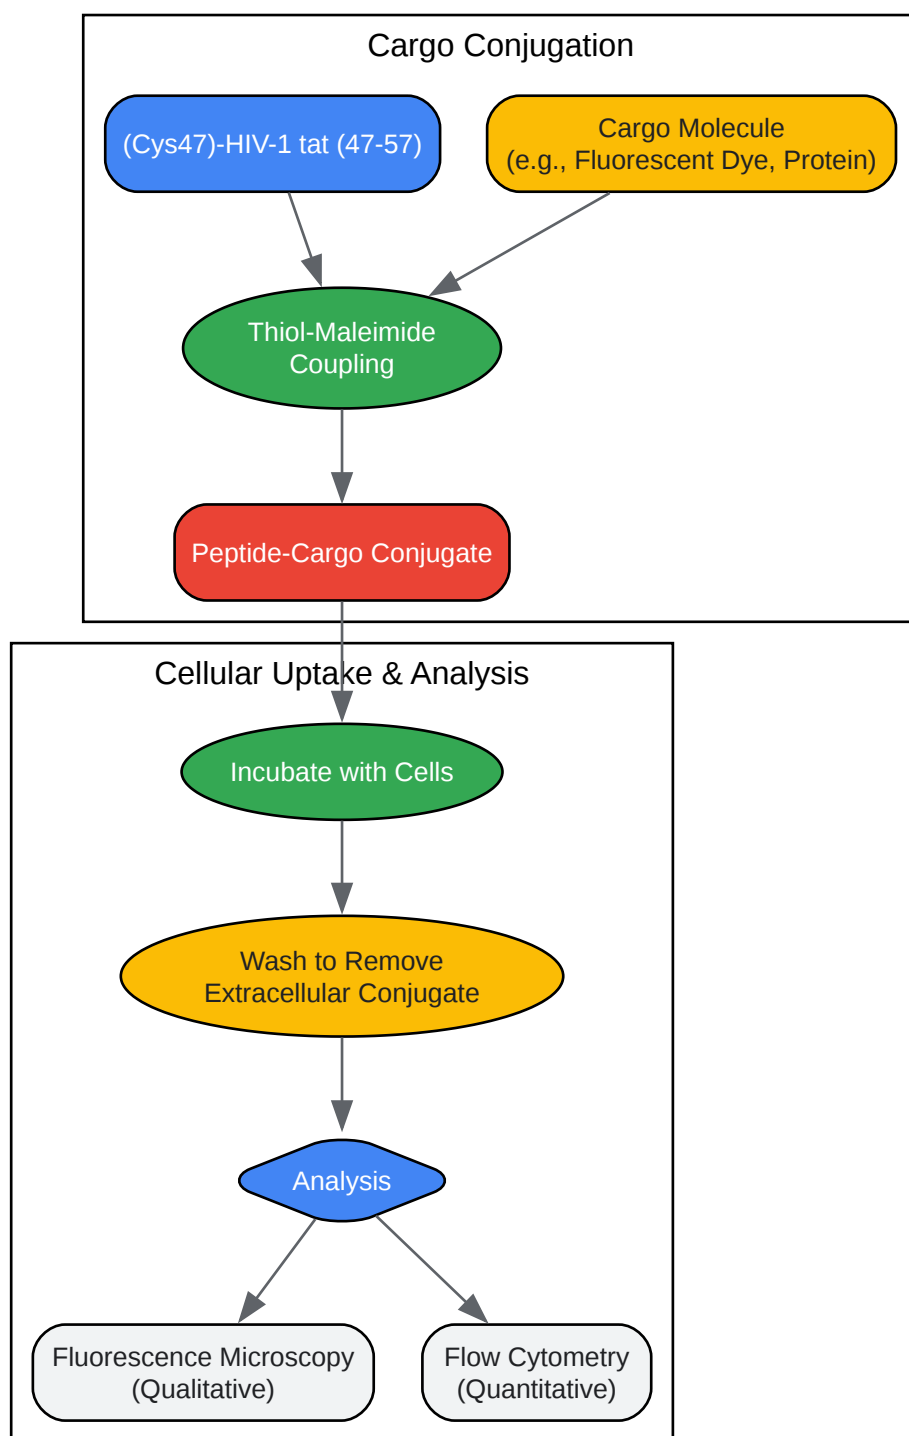 Cargo Conjugation
(Cys47)-HIV-1 tat (47-57)
Cargo Molecule
(e.g., Fluorescent Dye, Protein)
Thiol-Maleimide
Coupling
Peptide-Cargo Conjugate
Cellular Uptake & Analysis
Incubate with Cells
Wash to Remove
Extracellular Conjugate
Analysis
Fluorescence Microscopy
(Qualitative)
Flow Cytometry
(Quantitative)